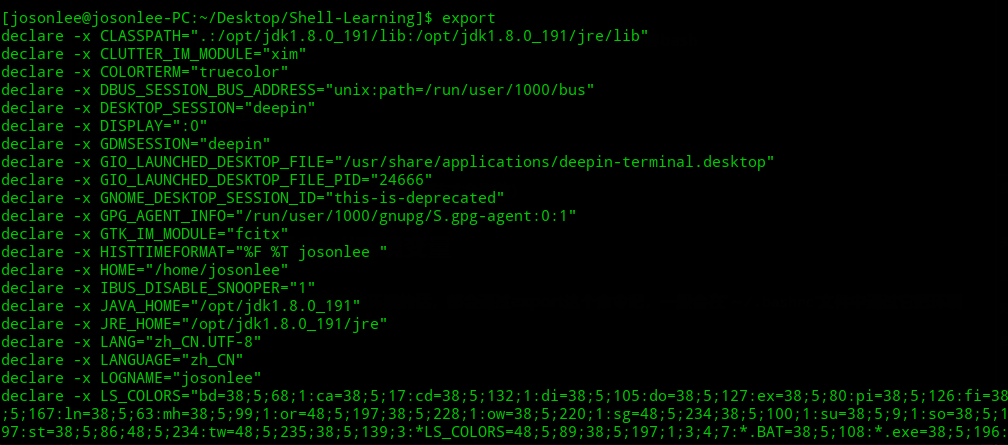 [josonlee@josonlee-PC:~/Desktop/Shell-Learning]$ export
declare -x CLASSPATH=".:/opt/jdk1.8.0_191/lib:/opt/jdk1.8.0_191/jre/lib"
declare -x CLUTTER_IM_MODULE="xim"
declare -x COLORTERM="truecolor"
declare -x DBUS_SESSION_BUS_ADDRESS="unix:path=/run/user/1000/bus"
declare -x DESKTOP_SESSION="deepin"
declare -x DISPLAY=":0"
declare -x GDMSESSION="deepin"
declare -x GIO_LAUNCHED_DESKTOP_FILE="/usr/share/applications/deepin-terminal.desktop"
declare -x GIO_LAUNCHED_DESKTOP_FILE_PID="24666"
declare -x GNOME_DESKTOP_SESSION_ID="this-is-deprecated"
declare -x GPG_AGENT_INFO="/run/user/1000/gnupg/S.gpg-agent:0:1"
declare -x GTK_IM_MODULE="fcitx"
declare -x HISTTIMEFORMAT="%F %T josonlee "
declare -x HOME="/home/josonlee"
declare -x IBUS_DISABLE_SNOOPER="1"
declare -x JAVA_HOME="/opt/jdk1.8.0_191"
declare -x JRE_HOME="/opt/jdk1.8.0_191/jre"
declare -x LANG="zh_CN.UTF-8"
declare -x LANGUAGE="zh_CN"
declare -x LOGNAME="josonlee"
declare -x LS_COLORS="bd=38;5;68;1:ca=38;5;17:cd=38;5;132;1:di=38;5;105:do=38;5;127:ex=38;5;80:pi=38;5;126:fi=38
;5;167:ln=38;5;63:mh=38;5;99;1:or=48;5;197;38;5;228;1:ow=38;5;220;1:sg=48;5;234;38;5;100;1:su=38;5;9;1:so=38;5;1
97:st=38;5;86;48;5;234:tw=48;5;235;38;5;139;3:*LS_COLORS=48;5;89;38;5;197;1;3;4;7:*.BAT=38;5;108:*.exe=38;5;196: